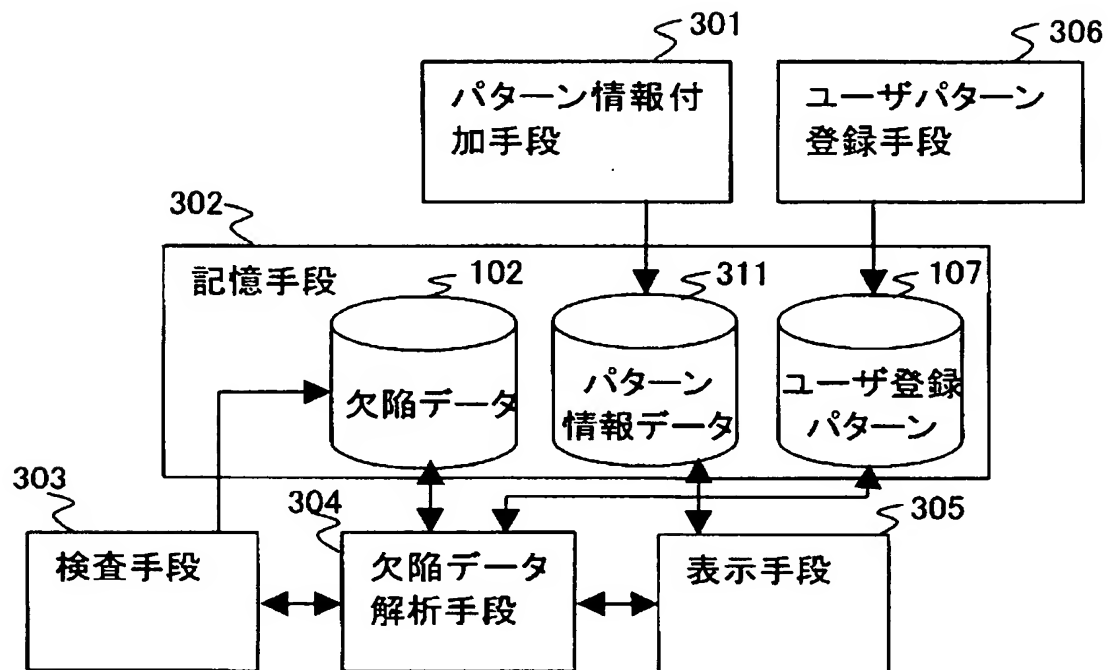 301
パターン情報付
加手段
306
ユーザパターン
登録手段
302
記憶手段
102
欠陥データ
311
パターン
情報データ
107
ユーザ登録
パターン
303
検査手段
304
欠陥データ
解析手段
305
表示手段